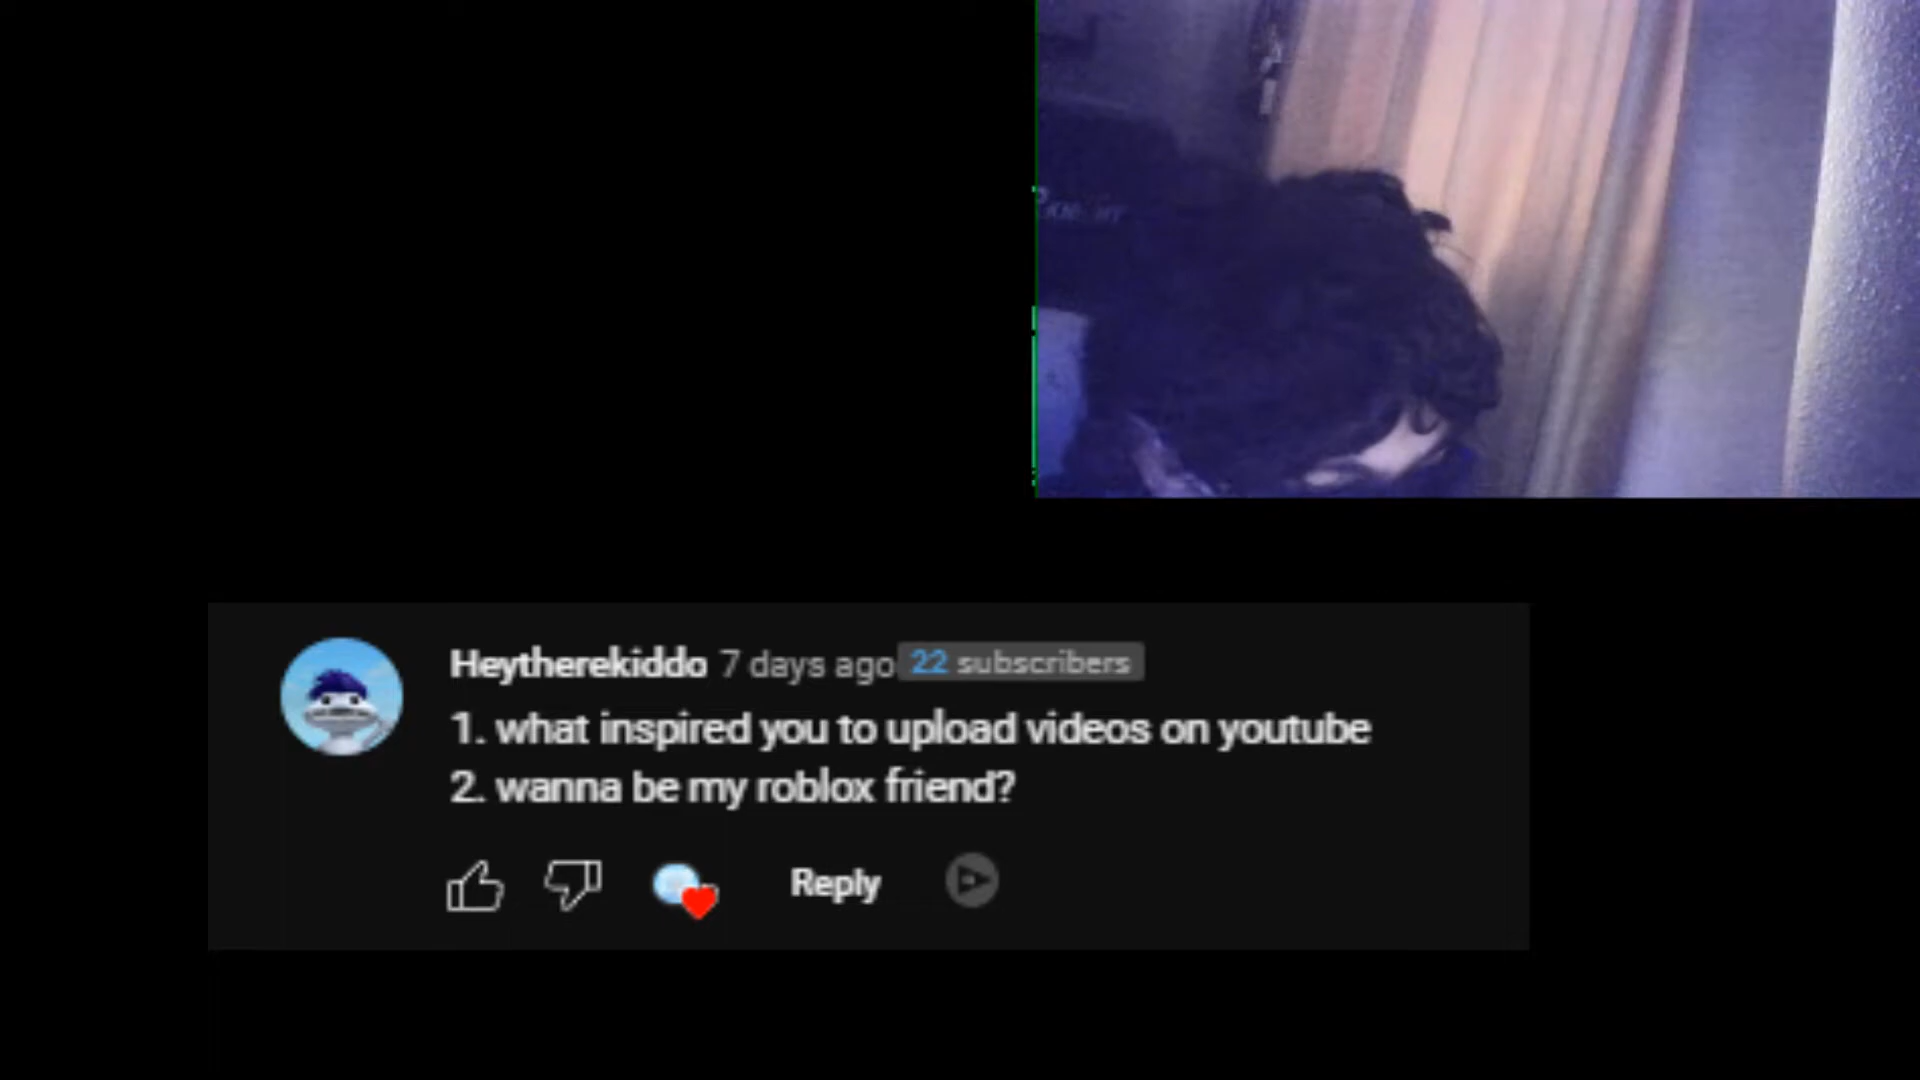 Heytherekiddo 7 days ago 22 subscribers
1. what inspired you to upload videos on youtube
2. wanna be my roblox friend?
Reply